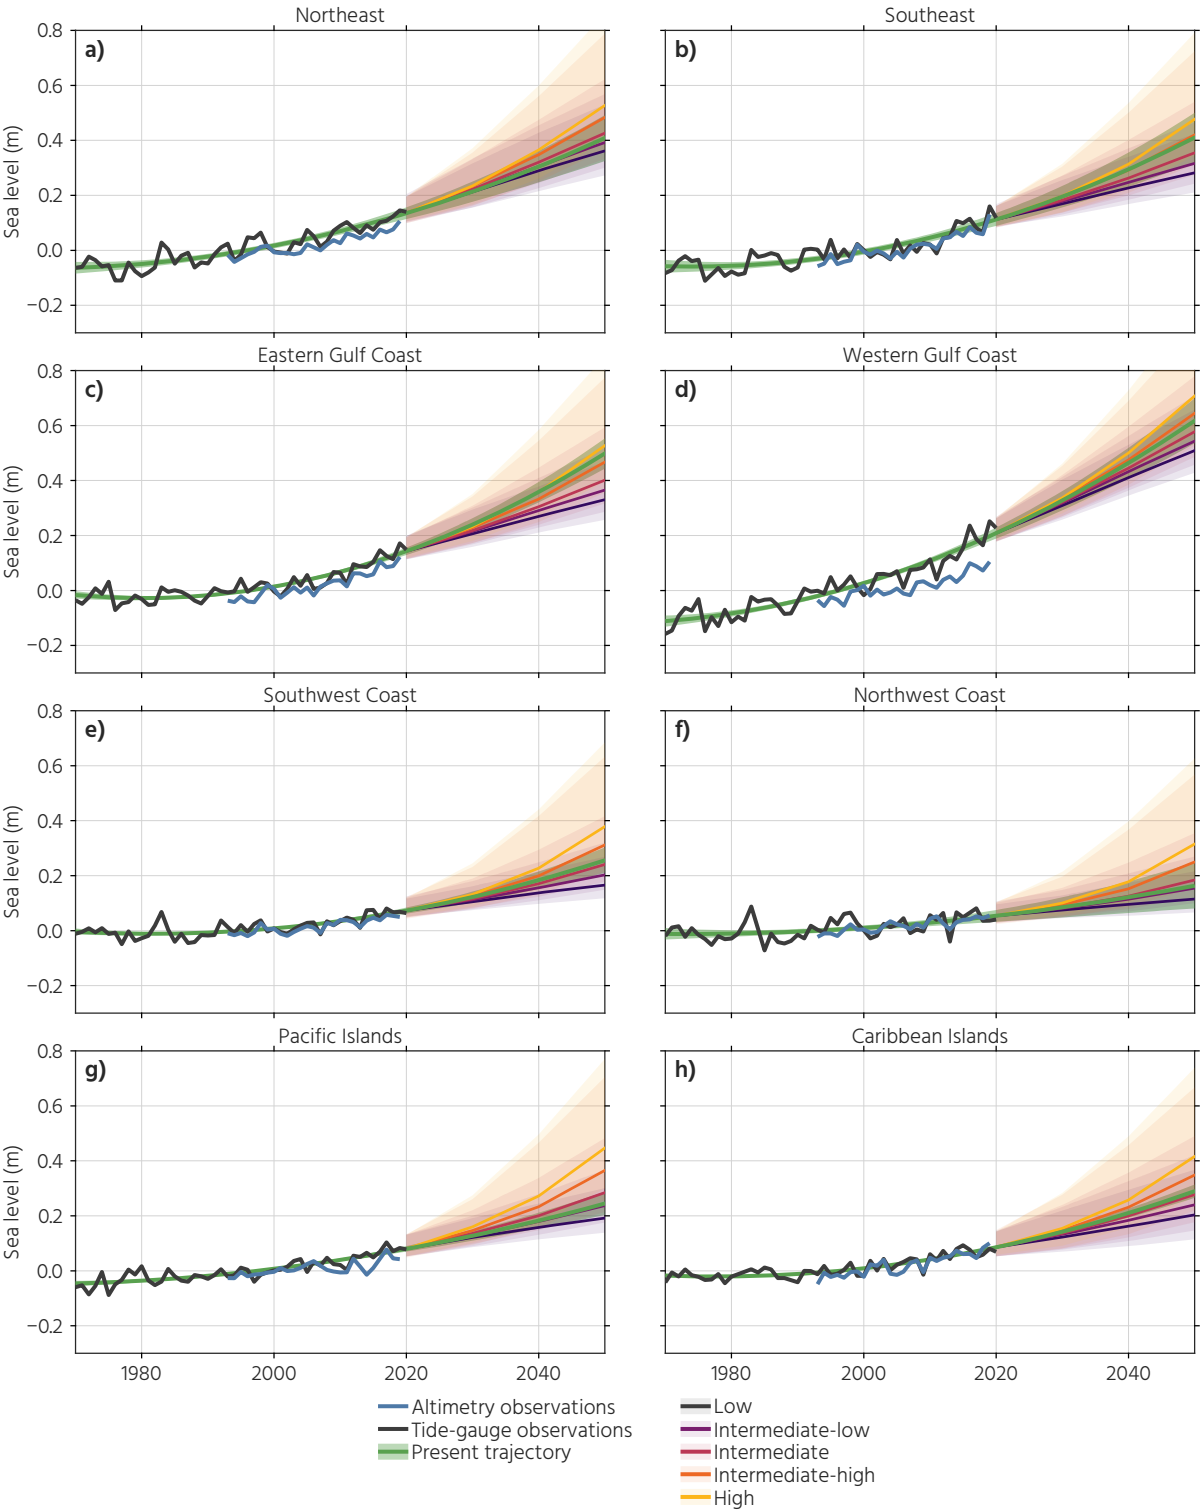 Northeast Southeast
a) b)
0.8
0.6
0.4
0.2
0.0
−0.2
Sea level (m)
Eastern Gulf Coast Western Gulf Coast
c) d)
0.8
0.6
0.4
0.2
0.0
−0.2
Sea level (m)
Southwest Coast Northwest Coast
e) f)
0.8
0.6
0.4
0.2
0.0
−0.2
Sea level (m)
Pacific Islands Caribbean Islands
g) h)
0.8
0.6
0.4
0.2
0.0
−0.2
Sea level (m)
1980 2000 2020 2040 1980 2000 2020 2040
Altimetry observations
Tide-gauge observations
Present trajectory
Low
Intermediate-low
Intermediate
Intermediate-high
High